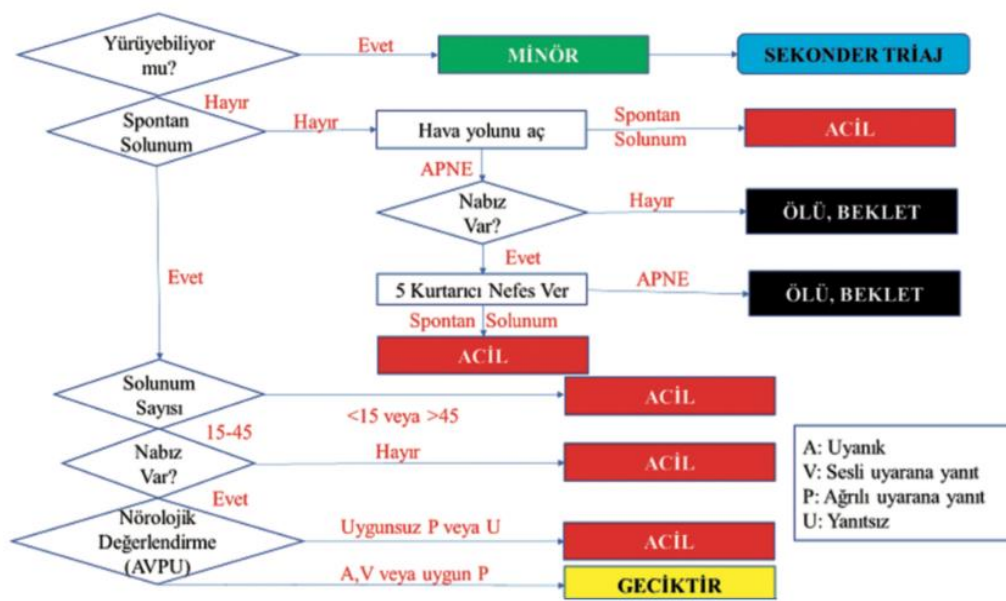 Yürüyebiliyor
mu?
Evet
MİNÖR
SEKONDER TRİAJ
Hayır
Spontan
Solunum
Hayır
Hava yolunu aç
Spontan
Solunum
ACİL
APNE
Nabız
Var?
Hayır
ÖLÜ, BEKLET
Evet
Evet
5 Kurtarıcı Nefes Ver
APNE
ÖLÜ, BEKLET
Spontan Solunum
ACİL
Solunum
Sayısı
<15 veya >45
ACİL
15-45
Nabız
Var?
Hayır
ACİL
Evet
Nörolojik
Değerlendirme
(AVPU)
Uygunsuz P veya U
ACİL
A,V veya uygun P
GECİKTİR
A: Uyanık
V: Sesli uyarana yanıt
P: Ağrılı uyarana yanıt
U: Yanıtsız